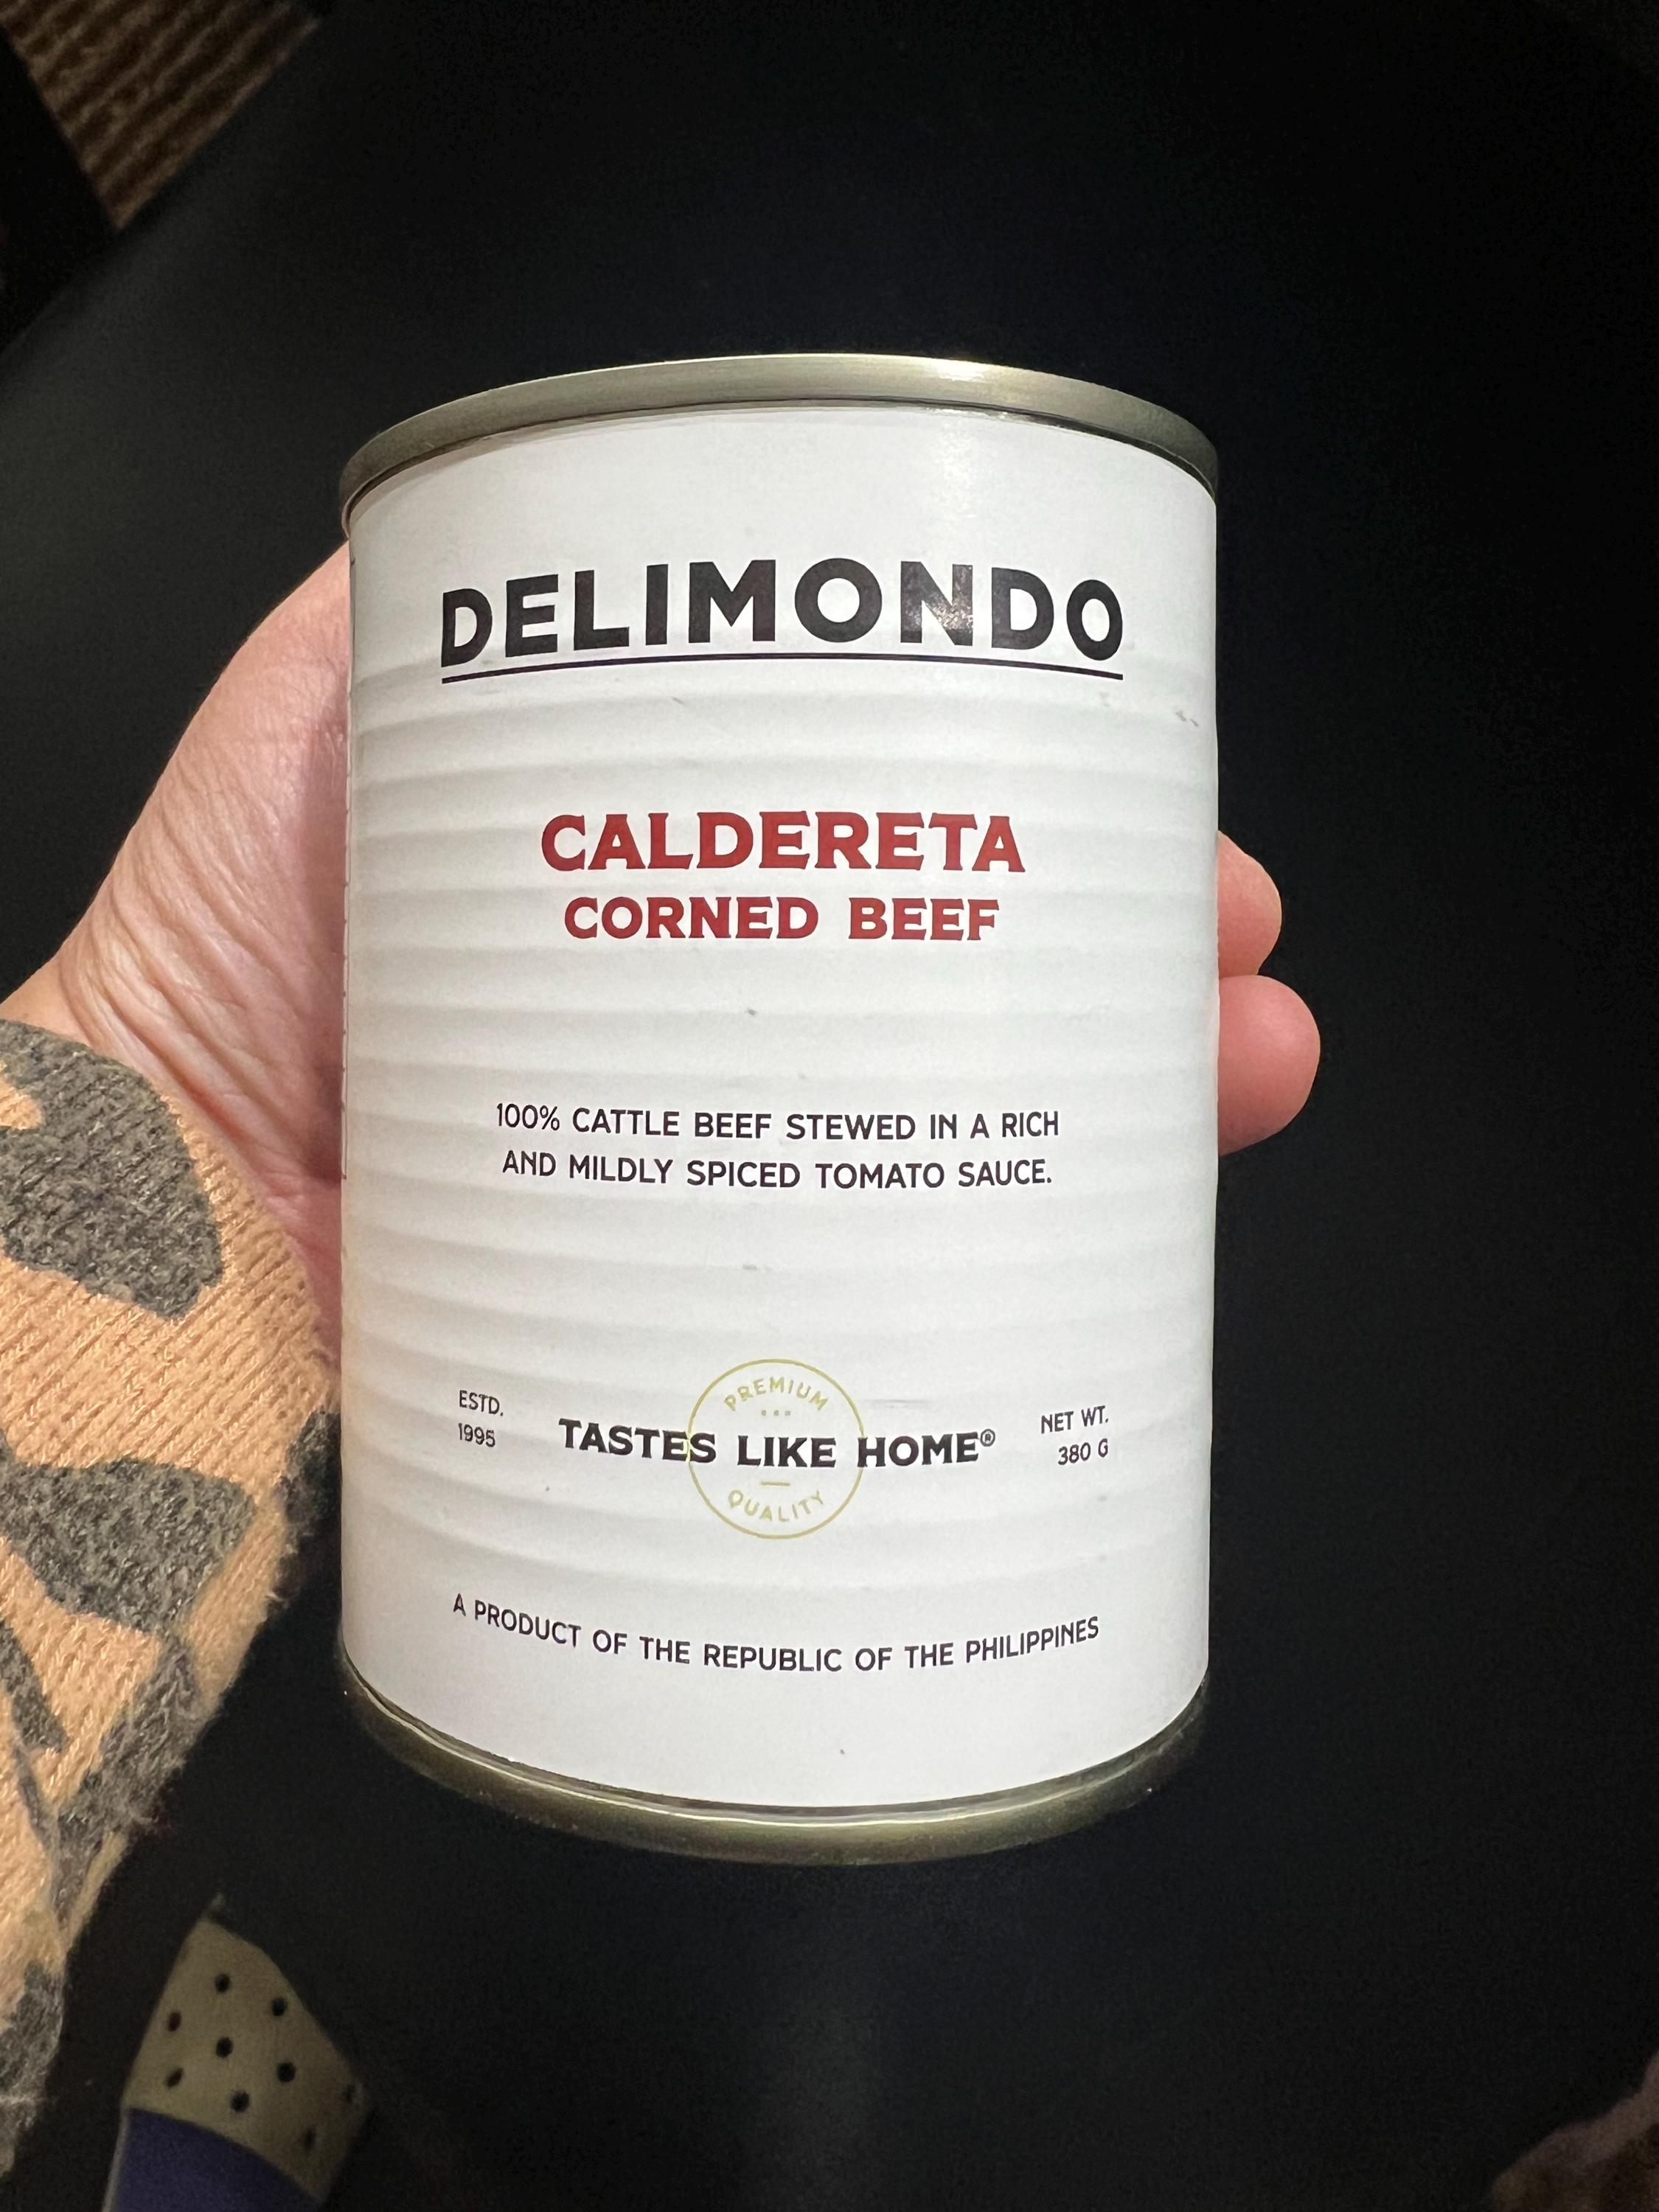 DELIMONDO
CALDERETA
CORNED BEEF
100% CATTLE BEEF STEWED IN A RICH
AND MILDLY SPICED TOMATO SAUCE.
ESTD.
1995
PREMIUM
TASTES LIKE HOME®
QUALITY
NET WT.
380 G
A PRODUCT OF THE REPUBLIC OF THE PHILIPPINES